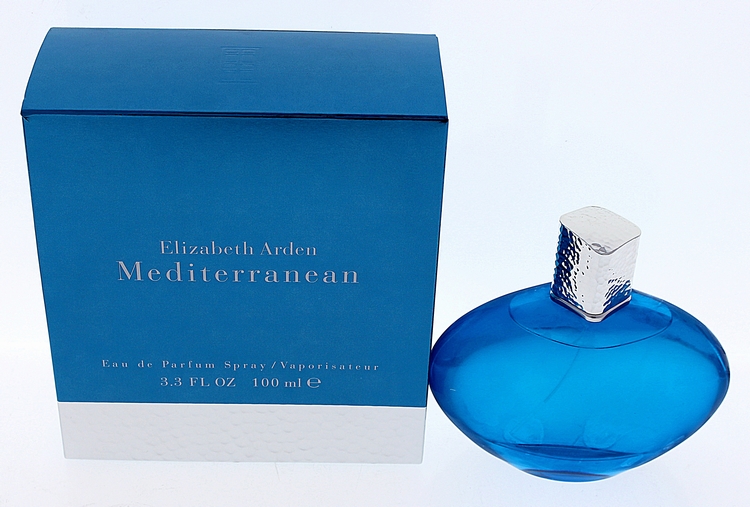 Elizabeth Arden
Mediterranean
Eau de Parfum Spray/Vaporisateur
3.3 FL OZ 100 ml ℮